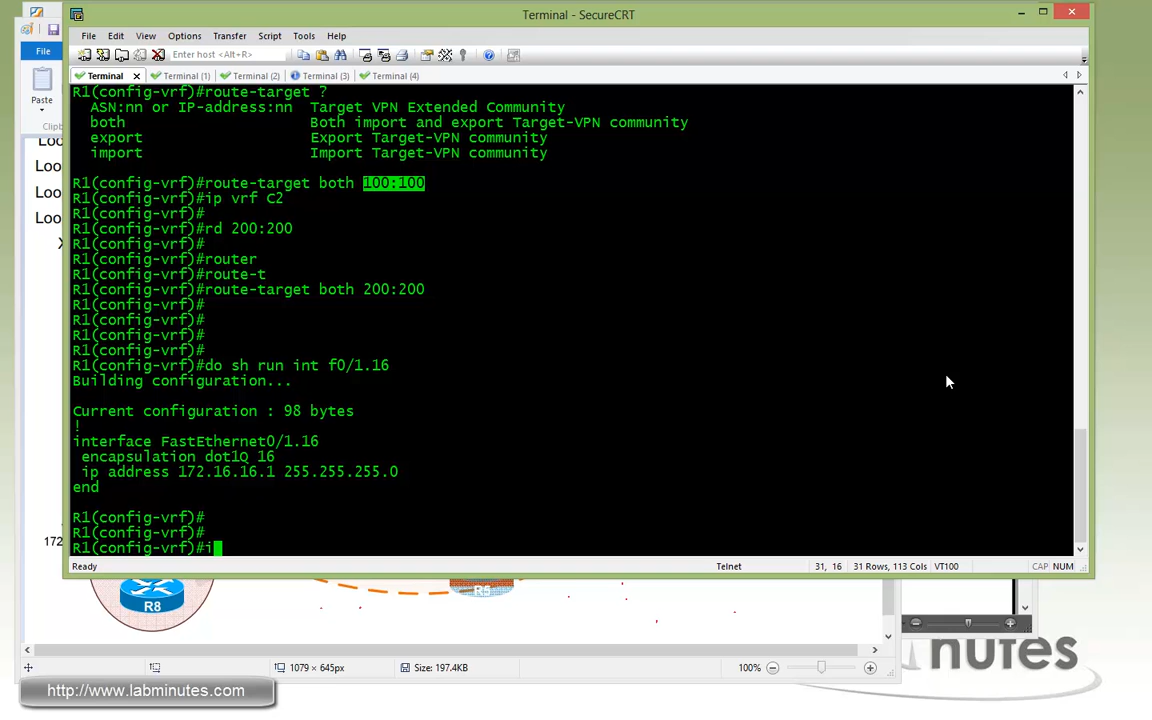 Terminal - SecureCRT
File Edit View Options Transfer Script Tools Help
Enter host <Alt+R>
File
Terminal Terminal (1) Terminal (2) Terminal (3) Terminal (4)
Paste
R1(config-vrf)#route-target ?
ASN:nn or IP-address:nn Target VPN Extended Community
both Both import and export Target-VPN community
export Export Target-VPN community
import Import Target-VPN community
R1(config-vrf)#route-target both 100:100
R1(config-vrf)#ip vrf C2
R1(config-vrf)#
R1(config-vrf)#rd 200:200
R1(config-vrf)#
R1(config-vrf)#router
R1(config-vrf)#route-t
R1(config-vrf)#route-target both 200:200
R1(config-vrf)#
R1(config-vrf)#
R1(config-vrf)#
R1(config-vrf)#
R1(config-vrf)#do sh run int f0/1.16
Building configuration...
Current configuration : 98 bytes
!
interface FastEthernet0/1.16
encapsulation dot1Q 16
ip address 172.16.16.1 255.255.255.0
end
R1(config-vrf)#
R1(config-vrf)#
R1(config-vrf)#i
Clipb
Loo
Loo
Loo
Loo
172
Ready Telnet 31, 16 31 Rows, 113 Cols VT100 CAP NUM
R8
1079 × 645px Size: 197.4KB 100%
nutes
http://www.labminutes.com